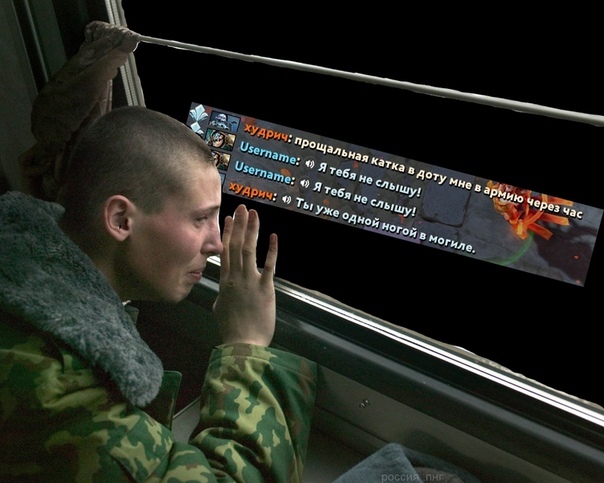 худрич: прощальная катка в доту мне в армию через час
Username: Я тебя не слышу!
Username: Я тебя не слышу!
худрич: Ты уже одной ногой в могиле.
россия_пнг